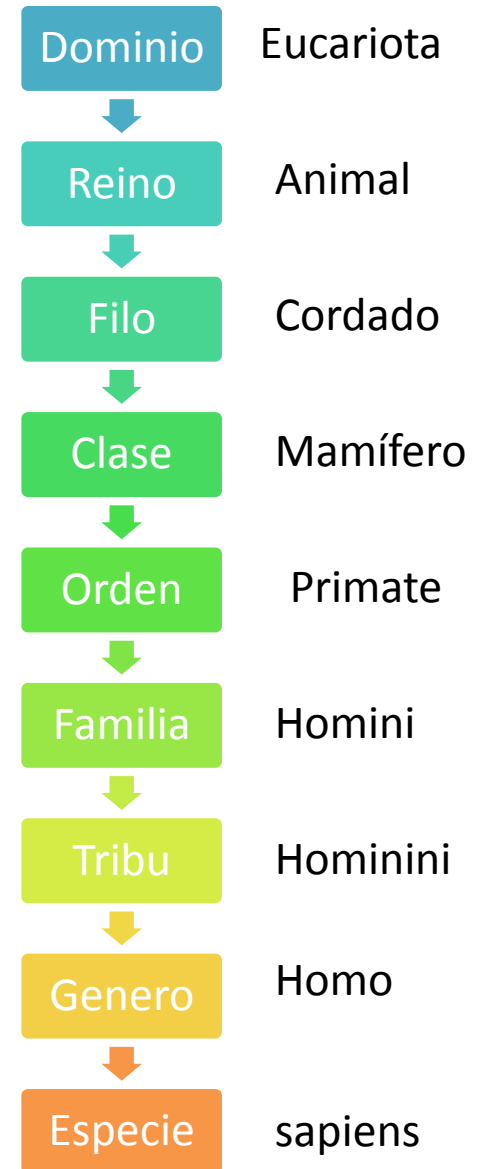 Dominio Eucariota
Reino Animal
Filo Cordado
Clase Mamífero
Orden Primate
Familia Homini
Tribu Hominini
Genero Homo
Especie sapiens